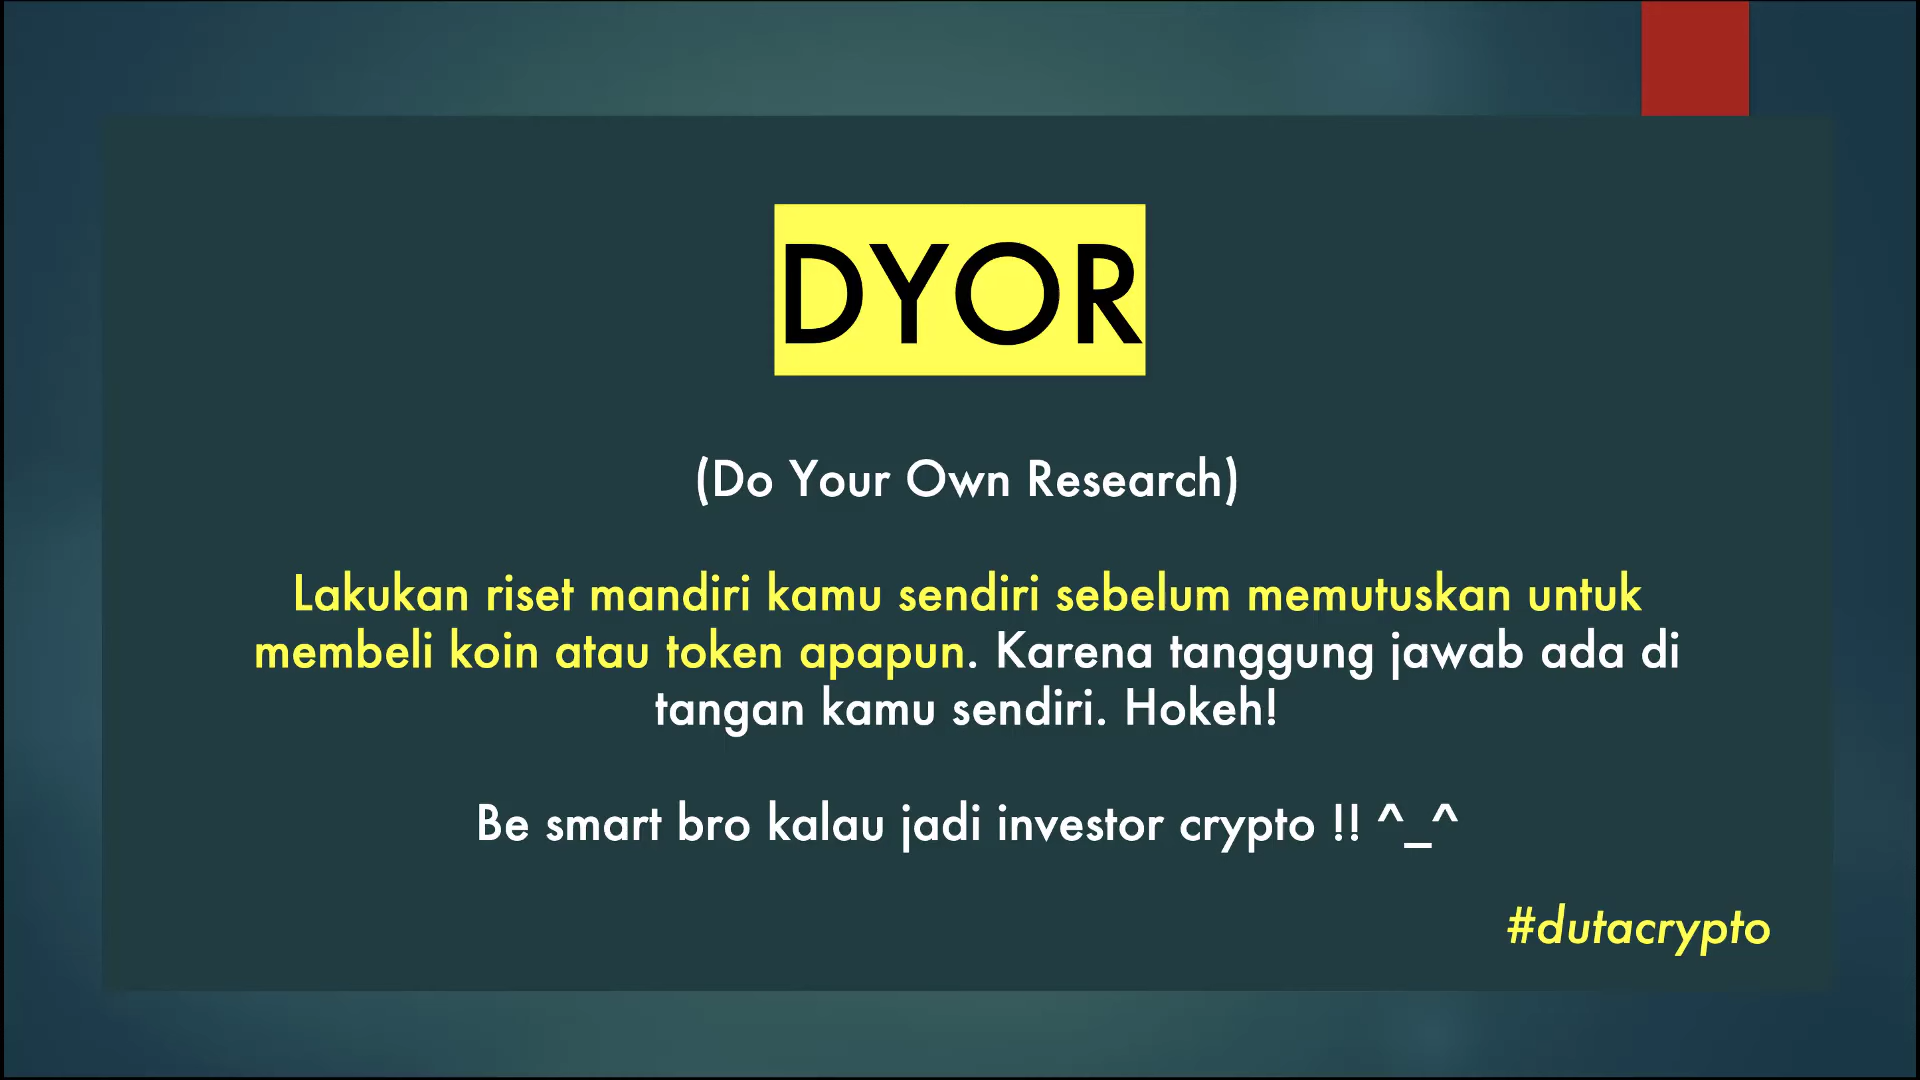 DYOR
(Do Your Own Research)
Lakukan riset mandiri kamu sendiri sebelum memutuskan untuk
membeli koin atau token apapun. Karena tanggung jawab ada di
tangan kamu sendiri. Hokeh!
Be smart bro kalau jadi investor crypto !! ^_^
#dutacrypto